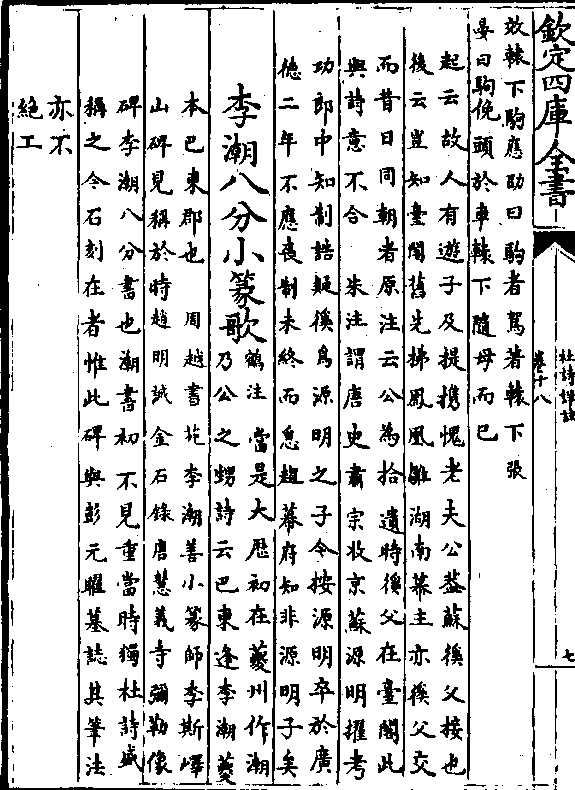 欽定四庫全書
杜詩詳註
卷十八
七
效轅下駒應劭曰駒者駕著轅下張
晏曰駒俛頭於車轅下隨母而已
起云故人有遊子及提攜愧老夫公蓋蘇徯父接也
後云豈知臺閣舊先拂鳳凰雛湖南幕主亦徯父交
而昔日同朝者原注云公為拾遺時徯父在臺閣此
與詩意不合 朱注謂唐史肅宗收京蘇源明擢考
功郎中知制誥疑徯爲源明之子今按源明卒於廣
徳二年不應喪制未終而急趨幕府知非源明子矣
李潮八分小篆歌
鶴注 當是大厯初在夔州作潮
乃公之甥詩云巴東逢李潮夔
本巴東郡也 周越書苑李潮善小篆師李斯嶧
山碑見稱於時趙明誠金石錄唐慧義寺彌勒像
碑李潮八分書也潮書初不見重當時獨杜詩盛
稱之今石刻在者惟此碑與彭元曜墓誌其筆法
亦不
絕工